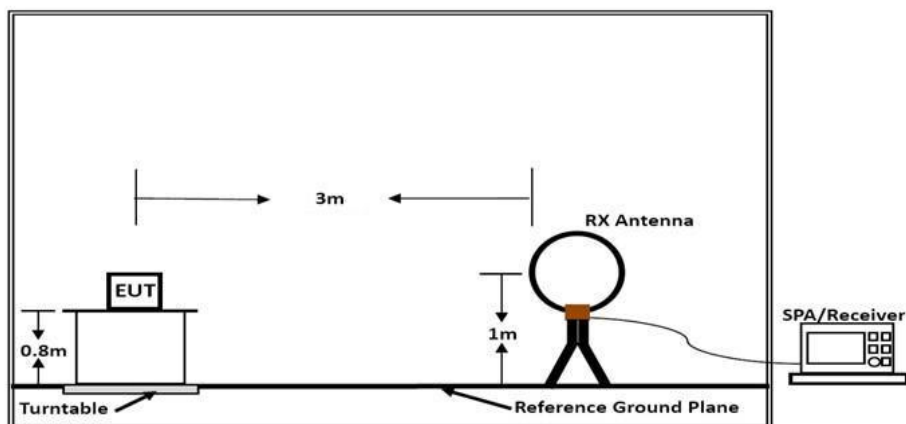 3m
RX Antenna
EUT
0.8m
1m
SPA/Receiver
Turntable
Reference Ground Plane